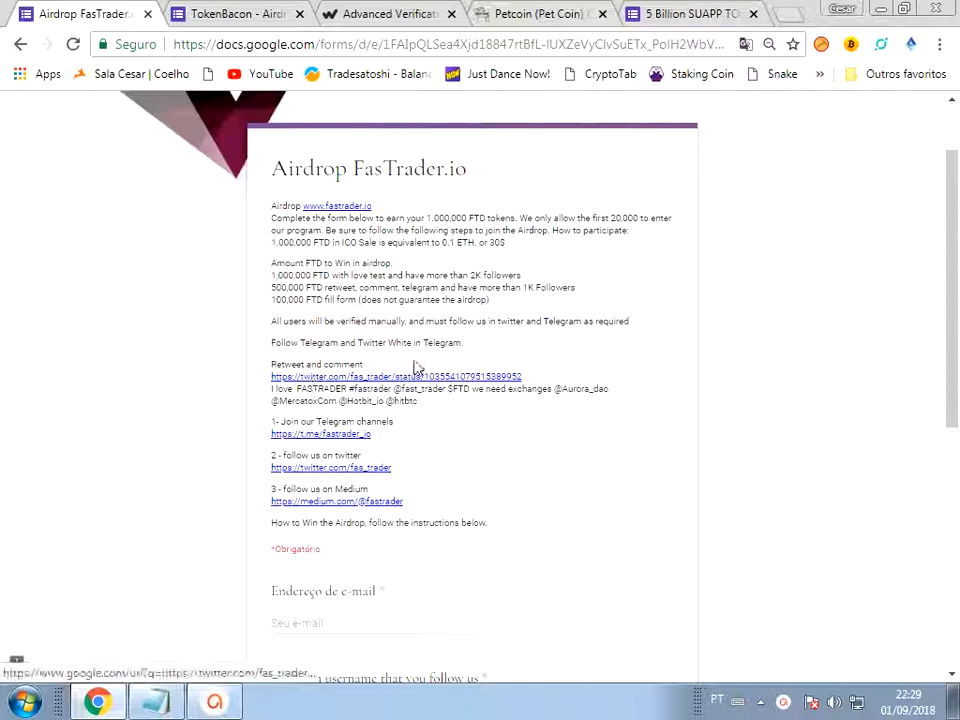 Airdrop FasTrader.
TokenBacon - Airdr
Advanced Verificat
Petcoin (Pet Coin)
5 Billion SUAPP TO
Cesar
Seguro
https://docs.google.com/forms/d/e/
Apps
Sala Cesar | Coelho
YouTube
Tradesatoshi - Balan
Just Dance Now!
CryptoTab
Staking Coin
Snake
»
Outros favoritos
Airdrop FasTrader.io
Airdrop www.fastrader.io
Complete the form below to earn your 1.000,000 FTD tokens. We only allow the first 20,000 to enter
our program. Be sure to follow the following steps to join the Airdrop. How to participate:
1.000.000 FTD in ICO Sale is equivalent to 0.1 ETH. or 30$
Amount FTD to Win in airdrop.
1,000,000 FTD with love test and have more than 2K followers
500,000 FTD retweet, comment, telegram and have more than 1K Followers
100,000 FTD fill form (does not guarantee the airdrop)
All users will be verified manually, and must follow us in twitter and Telegram as required.
Follow Telegram and Twitter White in Telegram.
Retweet and comment
https://twitter.com/fas_trader/status/1035541079515389952
I love FASTRADER #fastrader @fast_trader $FTD we need exchanges @Aurora_dao
@MercatoxCom @Hotbit_io @hitbtc
1- Join our Telegram channels
https://t.me/fastrader_io
2 - follow us on twitter
https://twitter.com/fas_trader
3 - follow us on Medium
https://medium.com/@fastrader
How to Win the Airdrop, follow the instructions below.
*Obrigatório
Endereço de e-mail *
Seu e-mail
username that you follow us *
https://www.google.com/url?q=https://twitter.com/fas_trader...
PT
22:29
01/09/2018